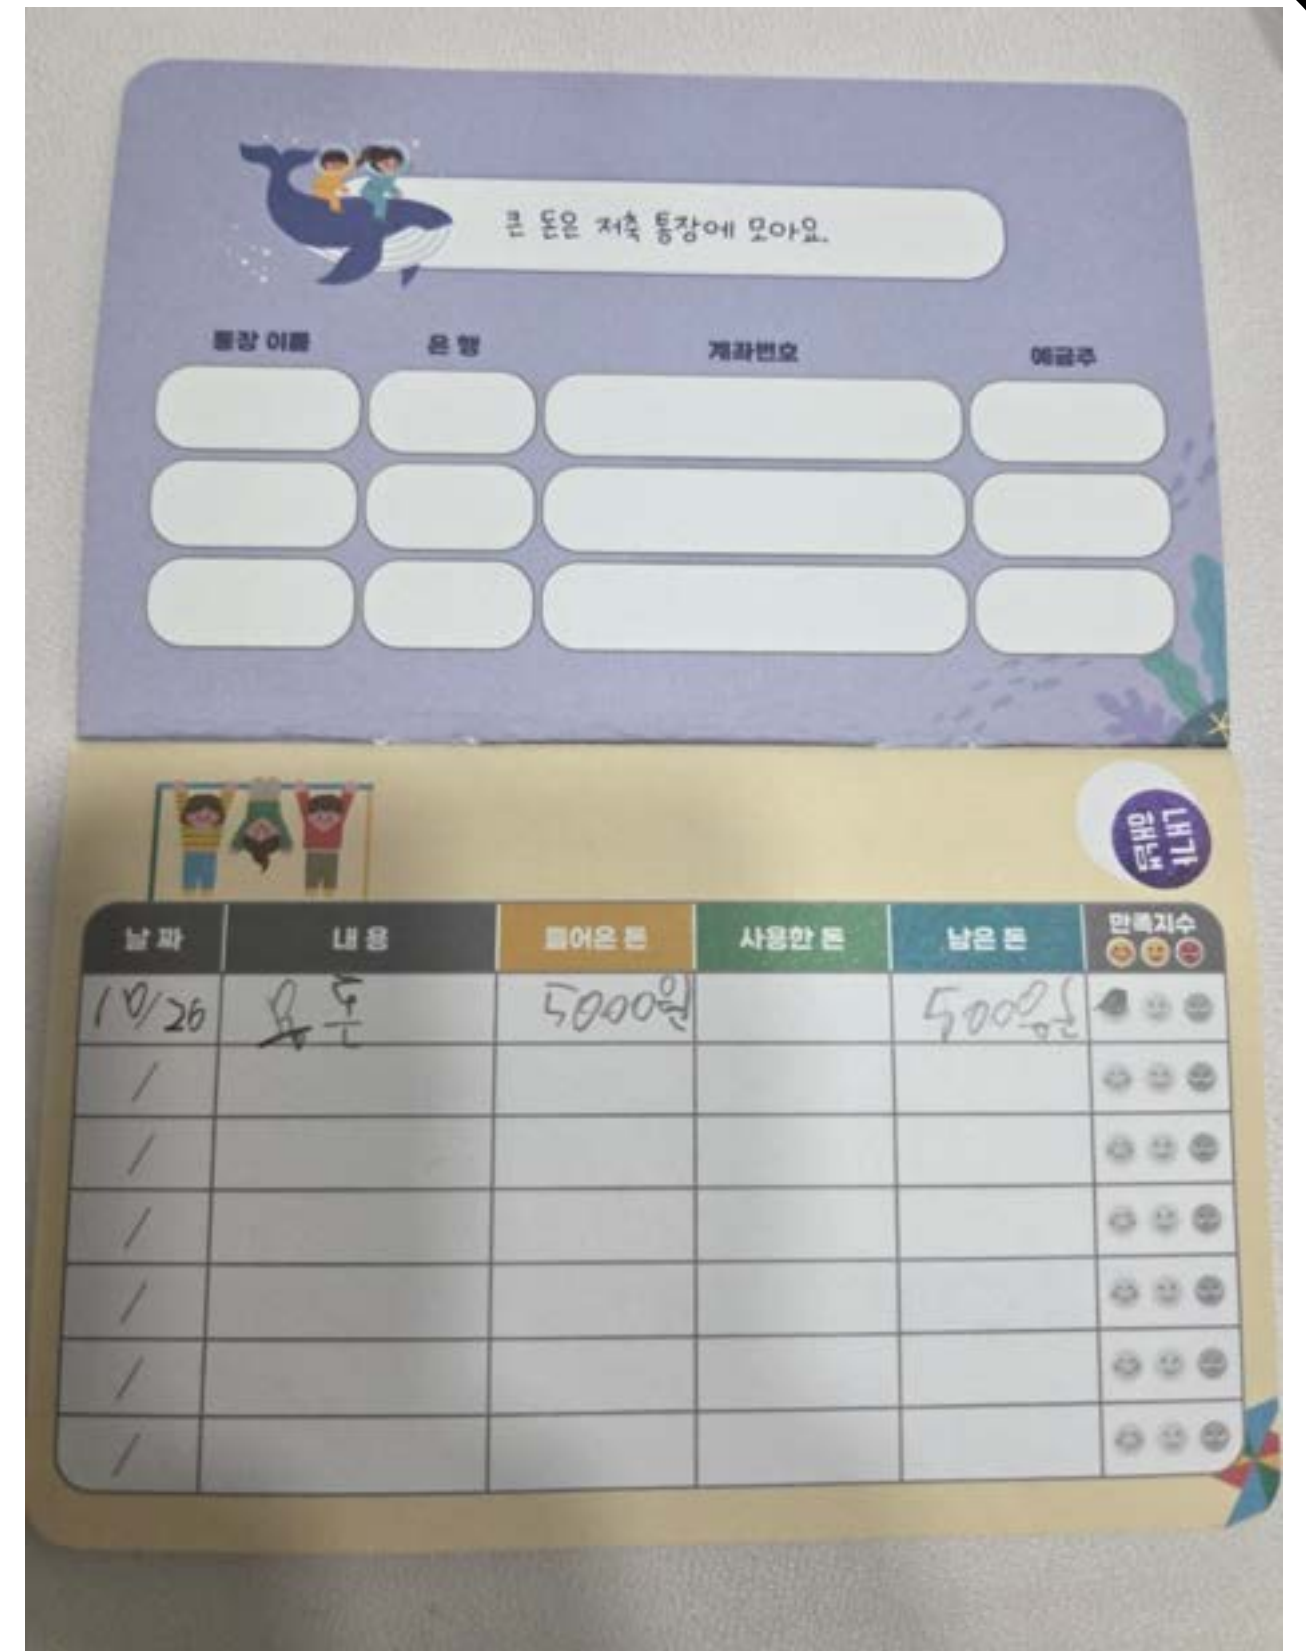 큰 돈은 저축 통장에 모아요.
통장 이름 은행 계좌번호 예금주
내가
해냄
날짜 내용 들어온 돈 사용한 돈 남은 돈 만족지수
10/26 용돈 5000원 5000원
/
/
/
/
/
/